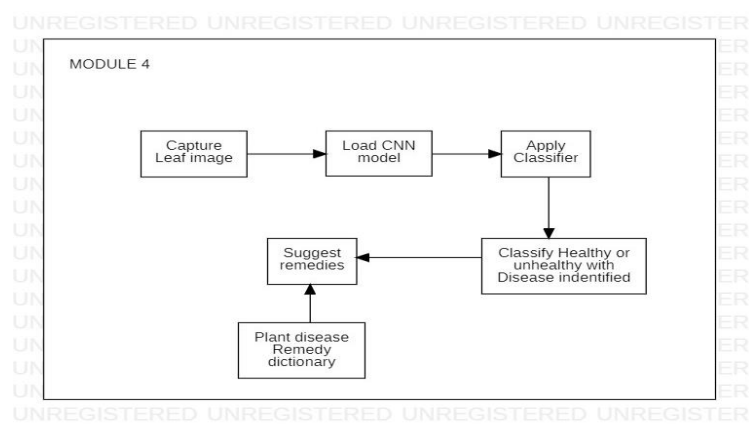 UNREGISTERED UNREGISTERED UNREGISTERED UNREGISTER
MODULE 4
Capture
Leaf image
Load CNN
model
Apply
Classifier
Suggest
remedies
Classify Healthy or
unhealthy with
Disease indentified
Plant disease
Remedy
dictionary
UNREGISTERED UNREGISTERED UNREGISTERED UNREGISTER